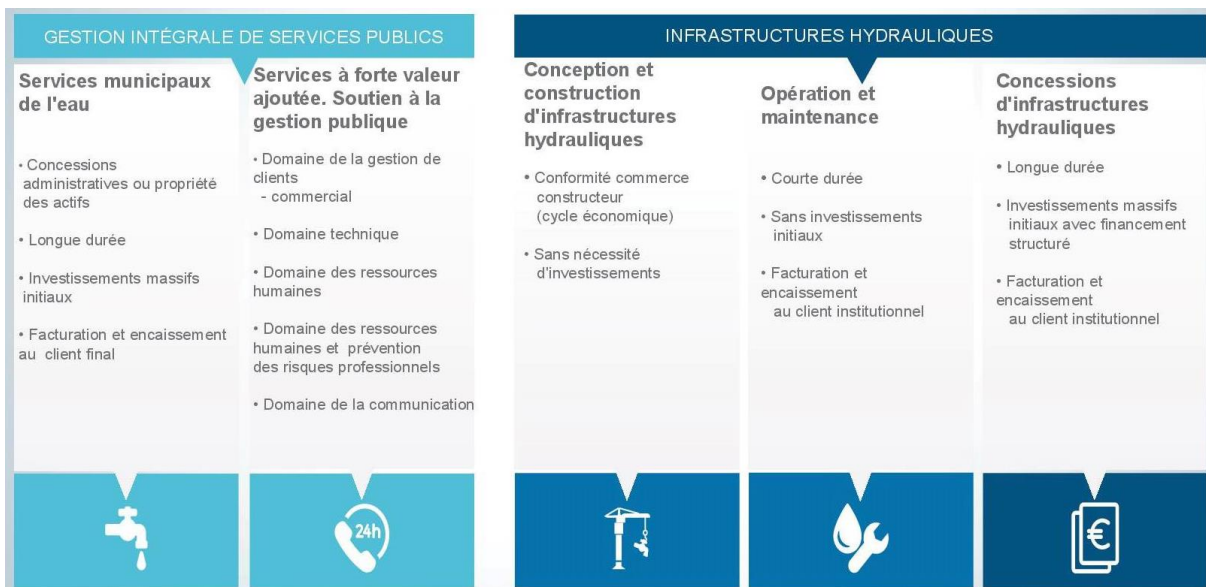 GESTION INTÉGRALE DE SERVICES PUBLICS
Services municipaux
de l'eau
• Concessions
administratives ou propriété
des actifs
• Longue durée
• Investissements massifs
initiaux
• Facturation et encaissement
au client final
Services à forte valeur
ajoutée. Soutien à la
gestion publique
• Domaine de la gestion de
clients
- commercial
• Domaine technique
• Domaine des ressources
humaines
• Domaine des ressources
humaines et prévention
des risques professionnels
• Domaine de la communication
24h
INFRASTRUCTURES HYDRAULIQUES
Conception et
construction
d'infrastructures
hydrauliques
• Conformité commerce
constructeur
(cycle économique)
• Sans nécessité
d'investissements
Opération et
maintenance
• Courte durée
• Sans investissements
initiaux
• Facturation et
encaissement
au client institutionnel
Concessions
d'infrastructures
hydrauliques
• Longue durée
• Investissements massifs
initiaux avec financement
structuré
• Facturation et
encaissement
au client institutionnel
€